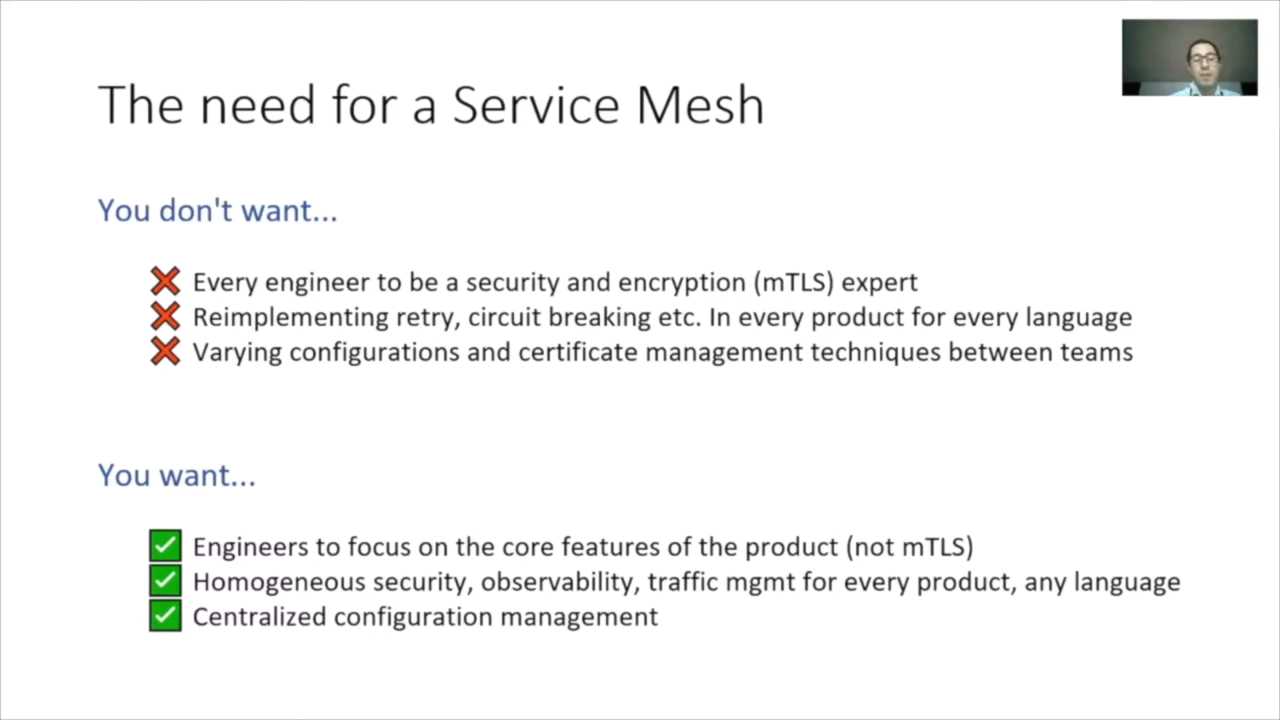 The need for a Service Mesh
You don't want...
Every engineer to be a security and encryption (mTLS) expert
Reimplementing retry, circuit breaking etc. In every product for every language
Varying configurations and certificate management techniques between teams
You want...
Engineers to focus on the core features of the product (not mTLS)
Homogeneous security, observability, traffic mgmt for every product, any language
Centralized configuration management